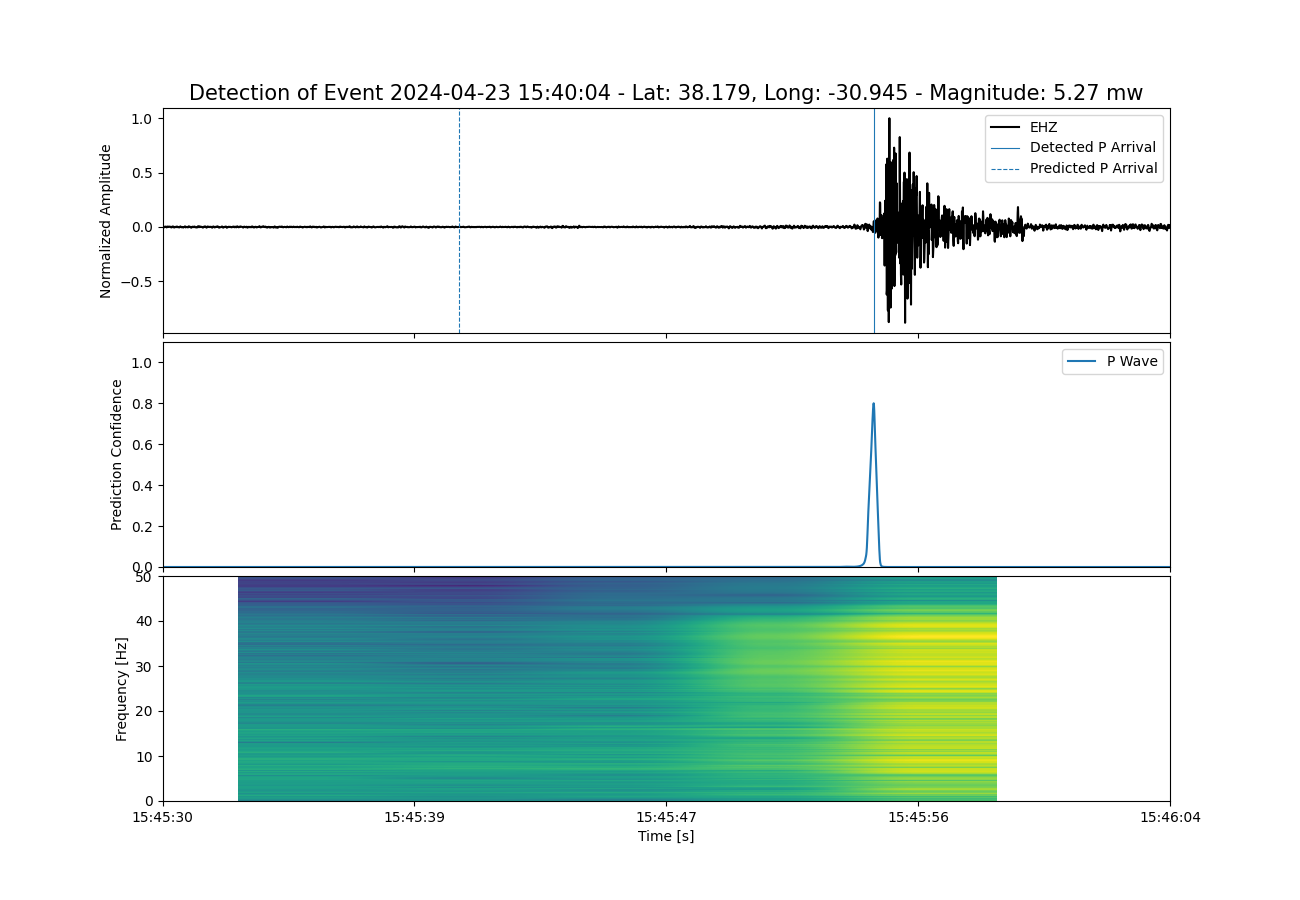 Detection of Event 2024-04-23 15:40:04 - Lat: 38.179, Long: -30.945 - Magnitude: 5.27 mw
Normalized Amplitude
1.0
0.5
0.0
−0.5
EHZ
Detected P Arrival
Predicted P Arrival
Prediction Confidence
1.0
0.8
0.6
0.4
0.2
0.0
P Wave
Frequency [Hz]
50
40
30
20
10
0
15:45:30 15:45:39 15:45:47 15:45:56 15:46:04
Time [s]